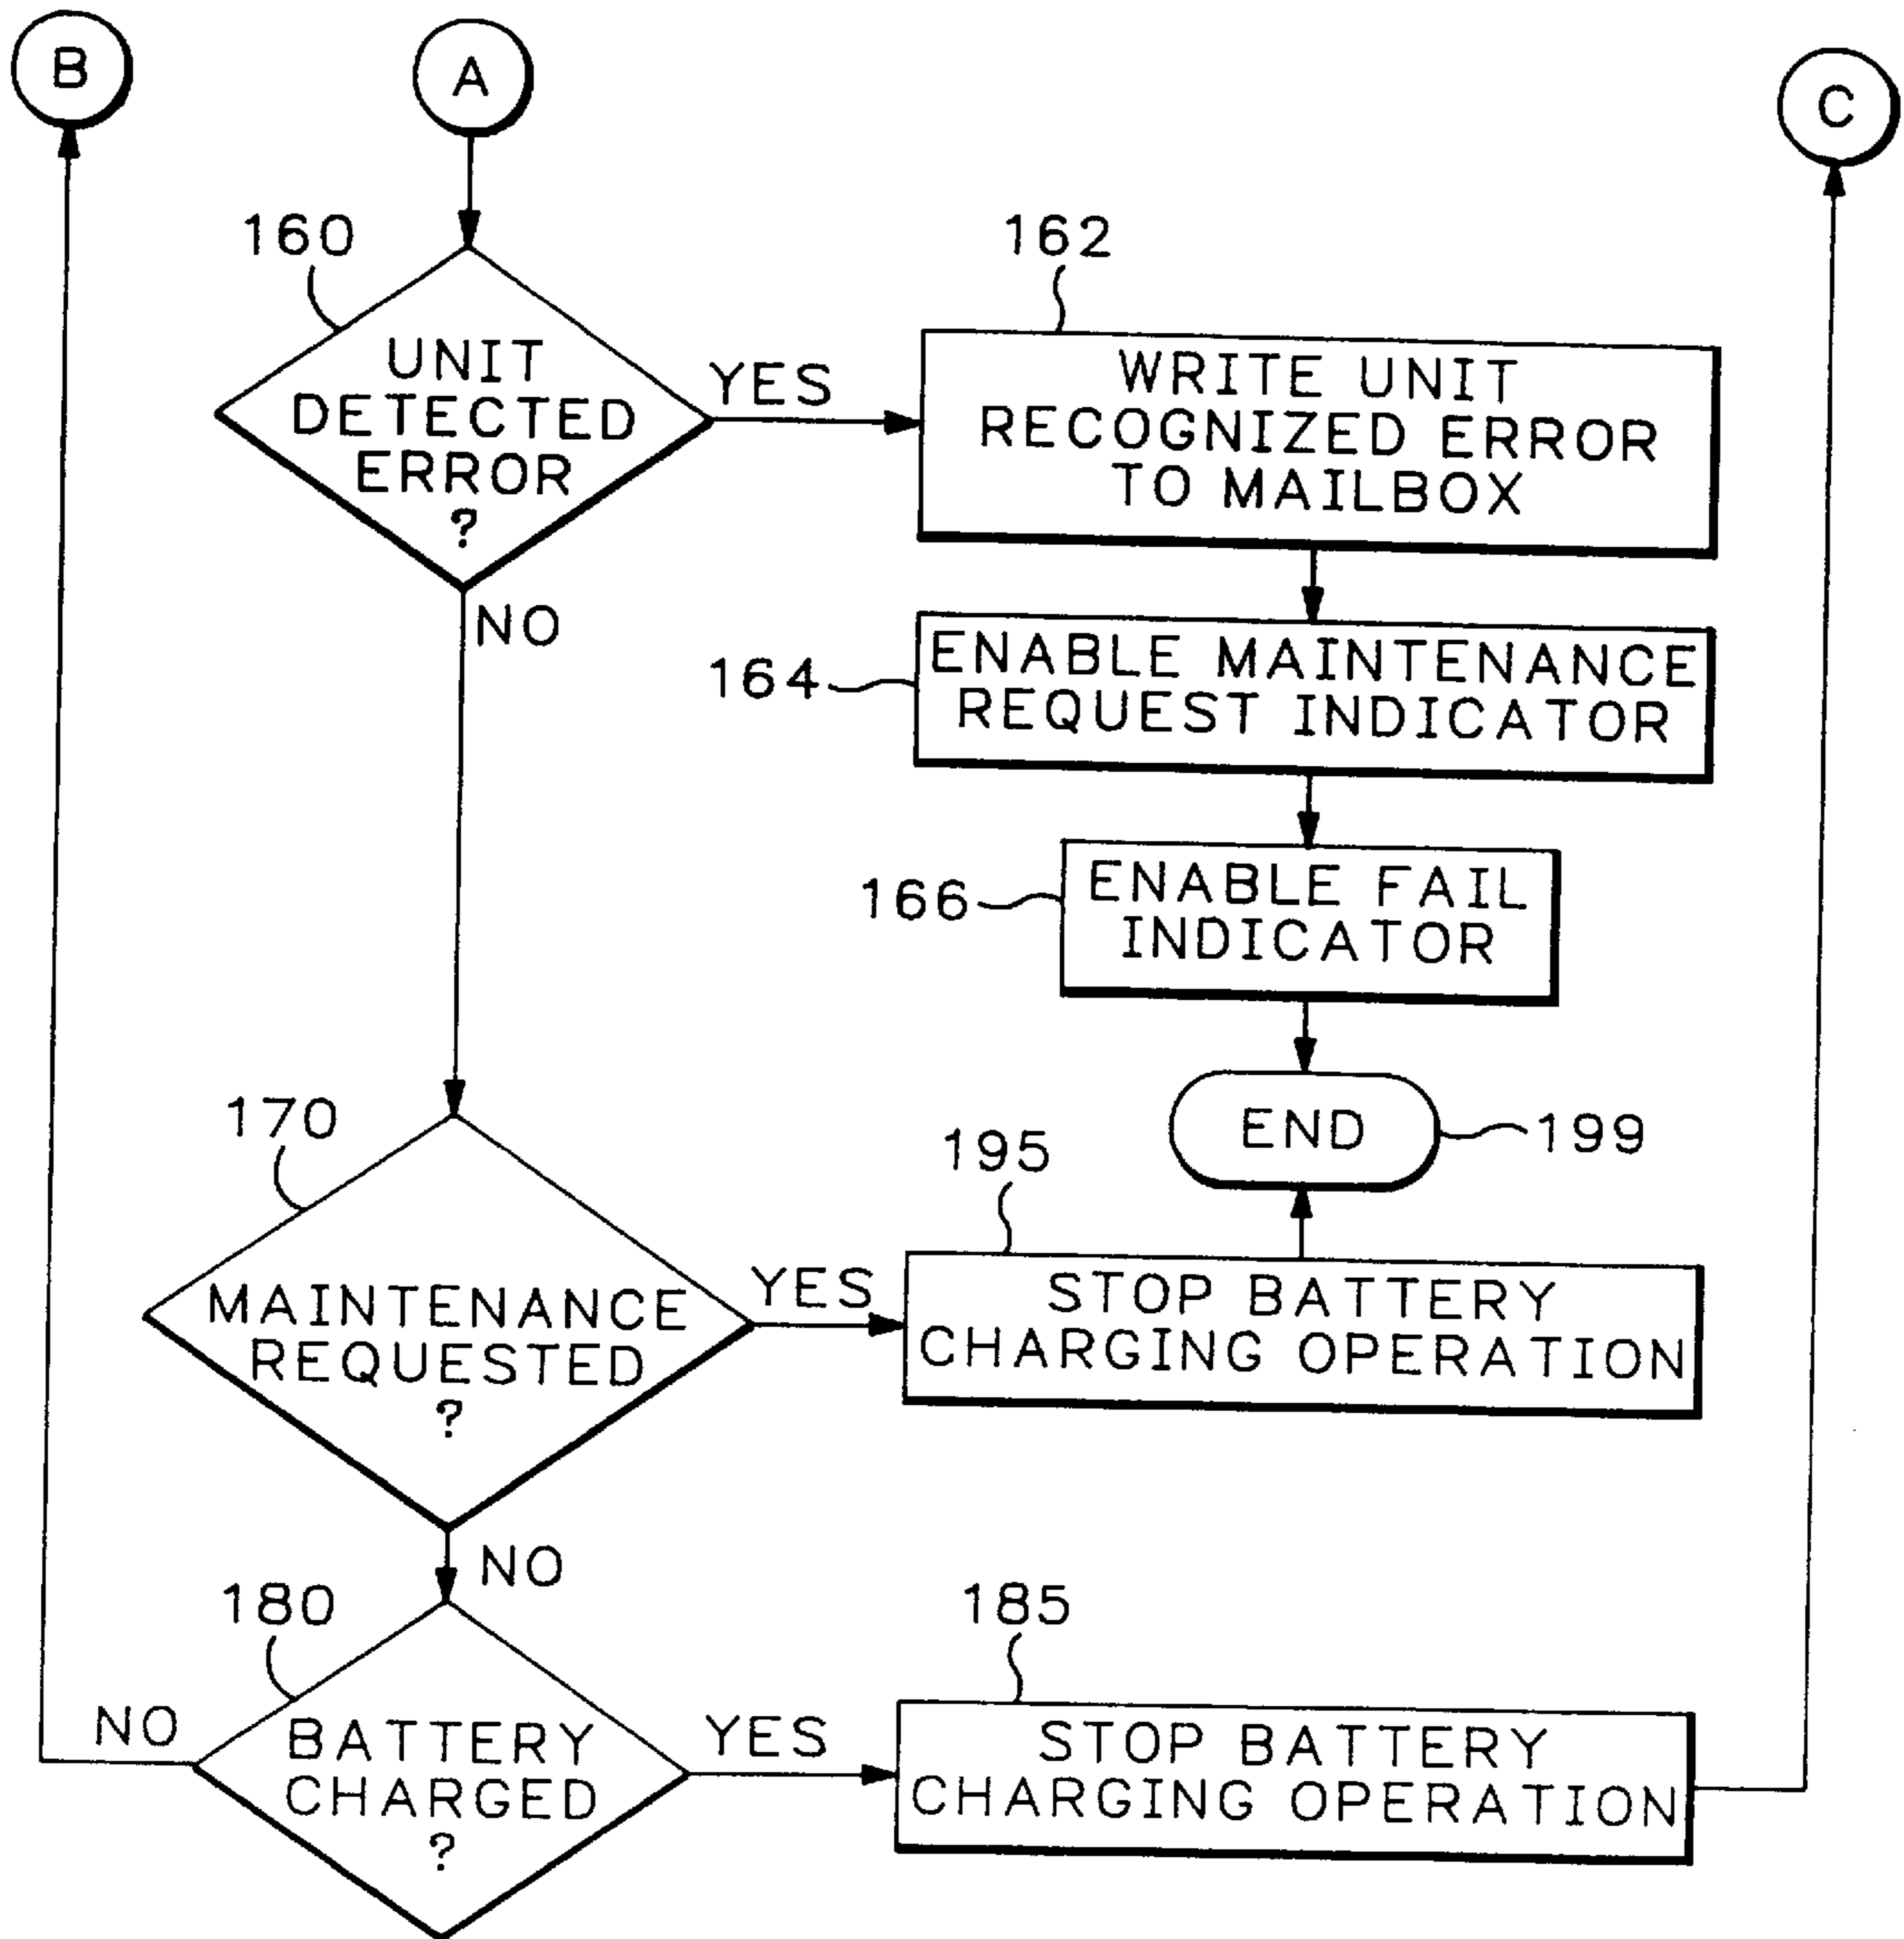 B
A
C
160
162
UNIT
DETECTED
ERROR
?
YES
WRITE UNIT
RECOGNIZED ERROR
TO MAILBOX
NO
164
ENABLE MAINTENANCE
REQUEST INDICATOR
166
ENABLE FAIL
INDICATOR
END
199
170
195
MAINTENANCE
REQUESTED
?
YES
STOP BATTERY
CHARGING OPERATION
NO
180
185
NO
BATTERY
CHARGED
?
YES
STOP BATTERY
CHARGING OPERATION